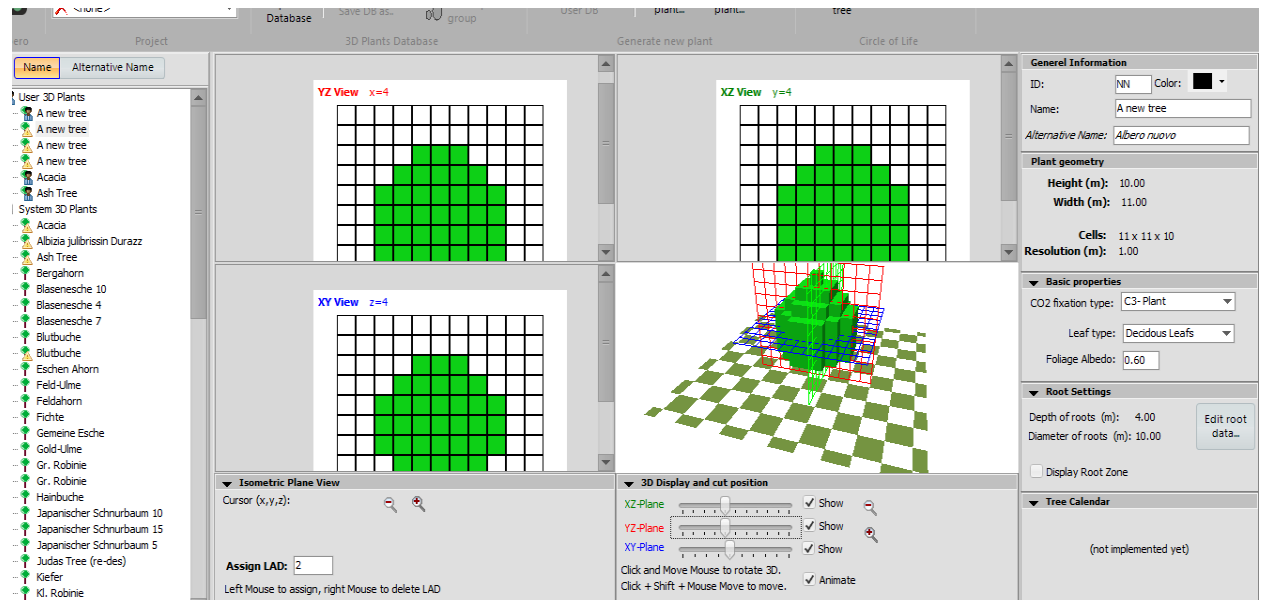 <none>
Database
Save DB as..
group
User DB
plant...
plant...
tree
ero
Project
3D Plants Database
Generate new plant
Circle of Life
Name
Alternative Name
User 3D Plants
A new tree
A new tree
A new tree
A new tree
Acacia
Ash Tree
System 3D Plants
Acacia
Albizia julibrissin Durazz
Ash Tree
Bergahorn
Blasenesche 10
Blasenesche 4
Blasenesche 7
Blutbuche
Blutbuche
Eschen Ahorn
Feld-Ulme
Feldahorn
Fichte
Gemeine Esche
Gold-Ulme
Gr. Robinie
Gr. Robinie
Hainbuche
Japanischer Schnurbaum 10
Japanischer Schnurbaum 15
Japanischer Schnurbaum 5
Judas Tree (re-des)
Kiefer
Kl. Robinie
YZ View x=4
XZ View y=4
XY View z=4
Isometric Plane View
Cursor (x,y,z):
Assign LAD: 2
Left Mouse to assign, right Mouse to delete LAD
3D Display and cut position
XZ-Plane Show
YZ-Plane Show
XY-Plane Show
Click and Move Mouse to rotate 3D.
Click + Shift + Mouse Move to move.
Animate
Generel Information
ID: NN Color:
Name: A new tree
Alternative Name: Albero nuovo
Plant geometry
Height (m): 10.00
Width (m): 11.00
Cells: 11 x 11 x 10
Resolution (m): 1.00
Basic properties
CO2 fixation type: C3- Plant
Leaf type: Decidous Leafs
Foliage Albedo: 0.60
Root Settings
Depth of roots (m): 4.00
Diameter of roots (m): 10.00
Edit root
data...
Display Root Zone
Tree Calendar
(not implemented yet)